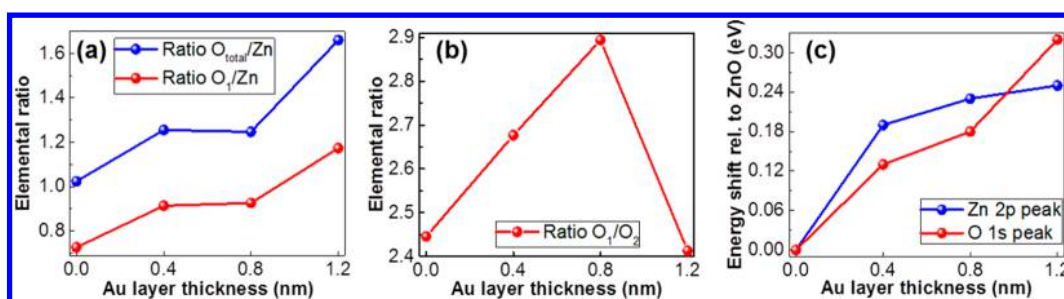 (a)
Ratio O_total/Zn
Ratio O_1/Zn
Elemental ratio
1.6
1.4
1.2
1.0
0.8
0.0 0.4 0.8 1.2
Au layer thickness (nm)
(b)
Elemental ratio
2.9
2.8
2.7
2.6
2.5
2.4
Ratio O_1/O_2
0.0 0.4 0.8 1.2
Au layer thickness (nm)
(c)
Energy shift rel. to ZnO (eV)
0.30
0.24
0.18
0.12
0.06
0.00
Zn 2p peak
O 1s peak
0.0 0.4 0.8 1.2
Au layer thickness (nm)